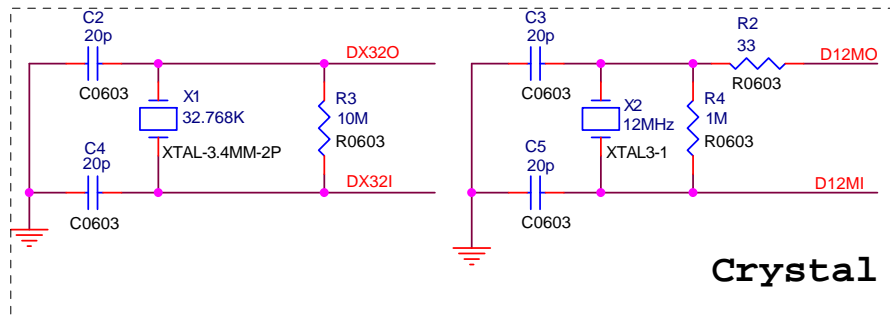 C2
20p
DX32O
C0603
X1
32.768K
R3
10M
R0603
XTAL-3.4MM-2P
C4
20p
DX32I
C0603
C3
20p
R2
33
D12MO
R0603
C0603
X2
12MHz
R4
1M
R0603
XTAL3-1
C5
20p
D12MI
C0603
Crystal